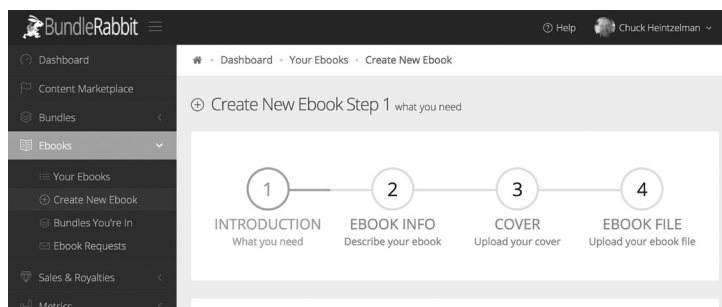 BundleRabbit
Help
Chuck Heintzelman
Dashboard
Dashboard Your Ebooks Create New Ebook
Content Marketplace
Create New Ebook Step 1 what you need
Bundles
Ebooks
Your Ebooks
Create New Ebook
Bundles You're In
Ebook Requests
Sales & Royalties
Metrics
1
2
3
4
INTRODUCTION
What you need
EBOOK INFO
Describe your ebook
COVER
Upload your cover
EBOOK FILE
Upload your ebook file